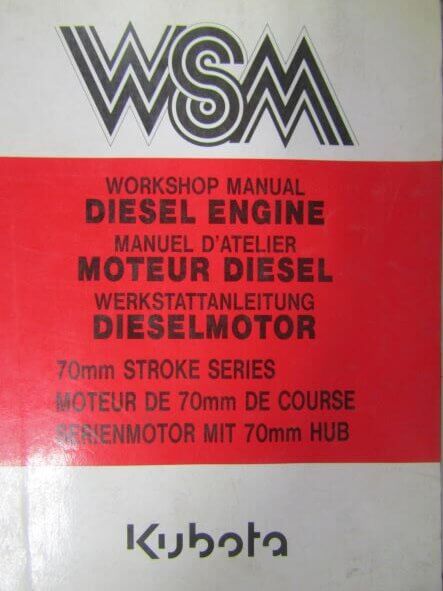 WSM
WORKSHOP MANUAL
DIESEL ENGINE
MANUEL D'ATELIER
MOTEUR DIESEL
WERKSTATTANLEITUNG
DIESELMOTOR
70mm STROKE SERIES
MOTEUR DE 70mm DE COURSE
SERIENMOTOR MIT 70mm HUB
Kubota